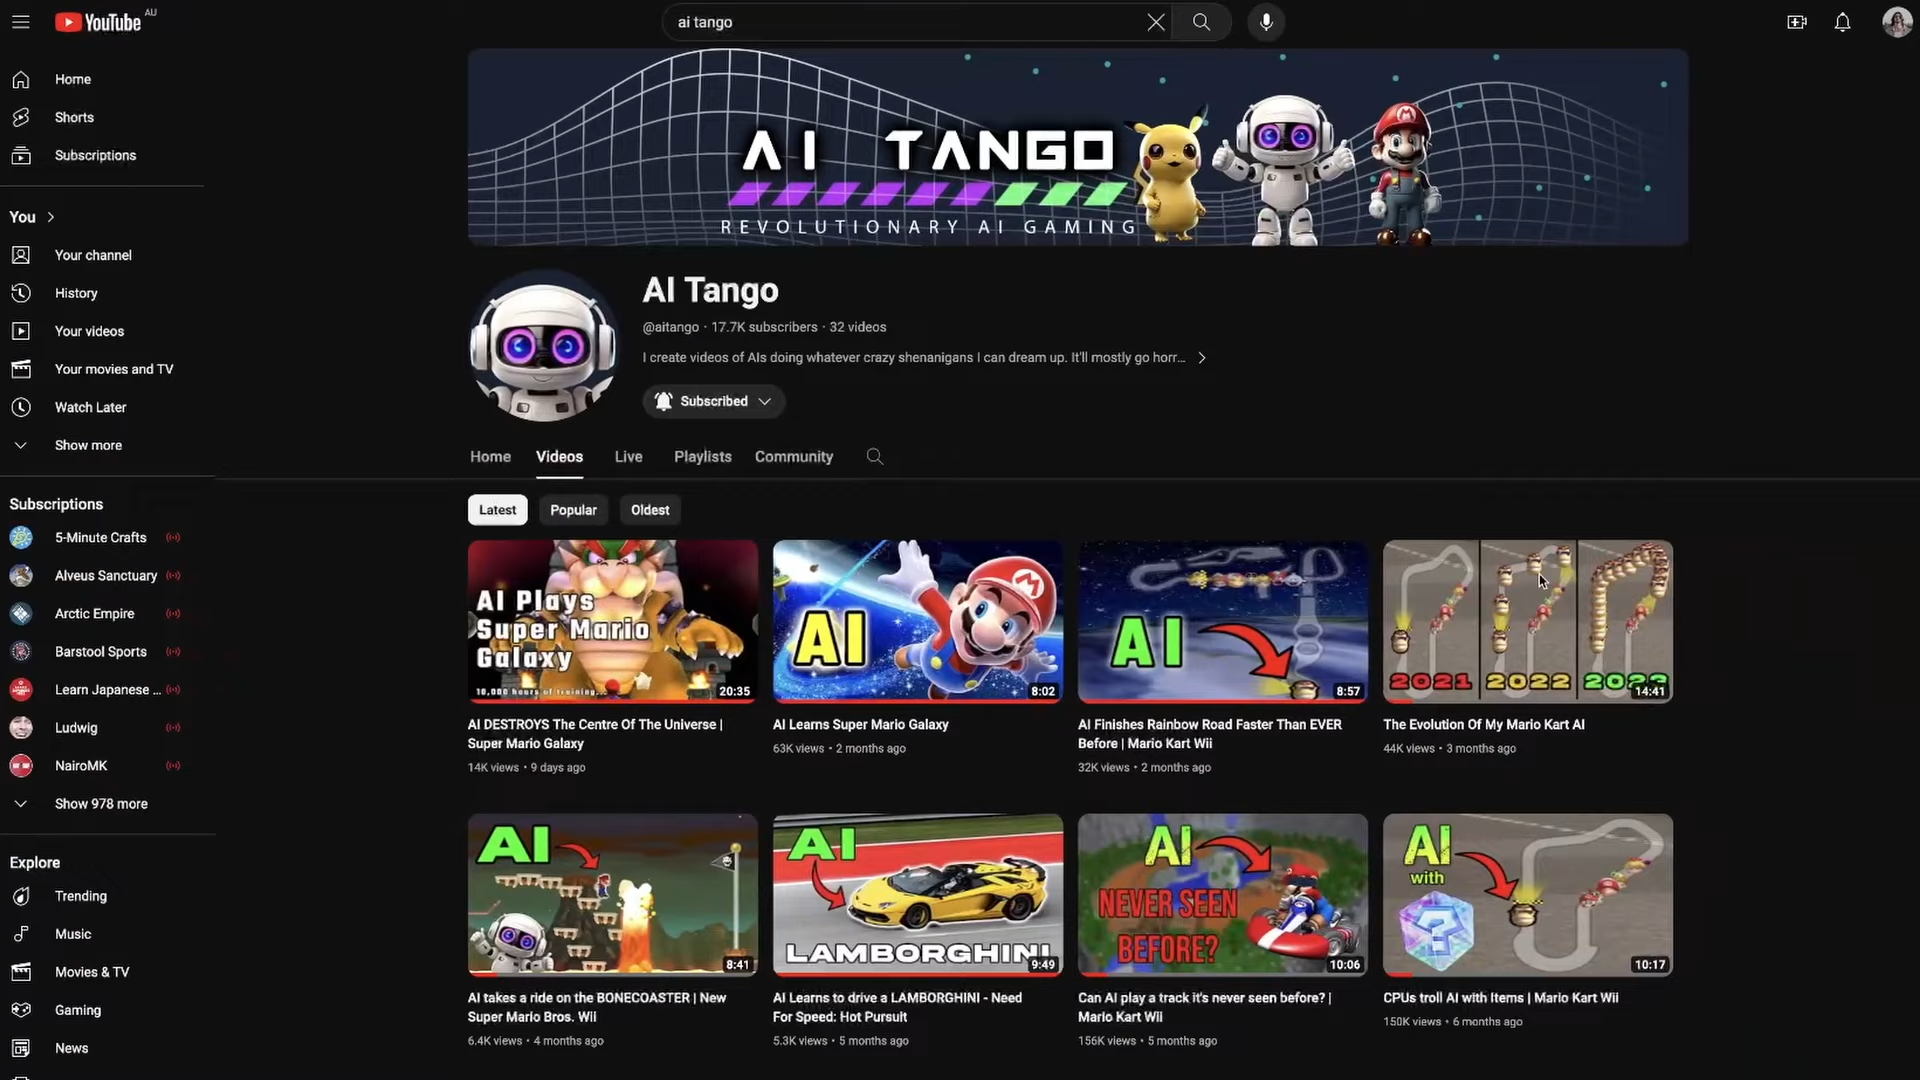 YouTube AU
ai tango
Home
Shorts
Subscriptions
You
Your channel
History
Your videos
Your movies and TV
Watch Later
Show more
Subscriptions
5-Minute Crafts
Alveus Sanctuary
Arctic Empire
Barstool Sports
Learn Japanese ...
Ludwig
NairoMK
Show 978 more
Explore
Trending
Music
Movies & TV
Gaming
News
AI TANGO
REVOLUTIONARY AI GAMING
AI Tango
@aitango · 17.7K subscribers · 32 videos
I create videos of AIs doing whatever crazy shenanigans I can dream up. It'll mostly go horr...
Subscribed
Home Videos Live Playlists Community
Latest Popular Oldest
AI Plays
Super Mario
Galaxy
10,000 hours of training...
20:35
AI DESTROYS The Centre Of The Universe |
Super Mario Galaxy
14K views • 9 days ago
AI
M
8:02
AI Learns Super Mario Galaxy
63K views • 2 months ago
AI
8:57
AI Finishes Rainbow Road Faster Than EVER
Before | Mario Kart Wii
32K views • 2 months ago
2021 2022 2023
14:41
The Evolution Of My Mario Kart AI
44K views • 3 months ago
AI
8:41
AI takes a ride on the BONECOASTER | New
Super Mario Bros. Wii
6.4K views • 4 months ago
AI
LAMBORGHINI
9:49
AI Learns to drive a LAMBORGHINI - Need
For Speed: Hot Pursuit
5.3K views • 5 months ago
AI
NEVER SEEN
BEFORE?
10:06
Can AI play a track it's never seen before? |
Mario Kart Wii
156K views • 5 months ago
AI
with
?
10:17
CPUs troll AI with Items | Mario Kart Wii
150K views • 6 months ago